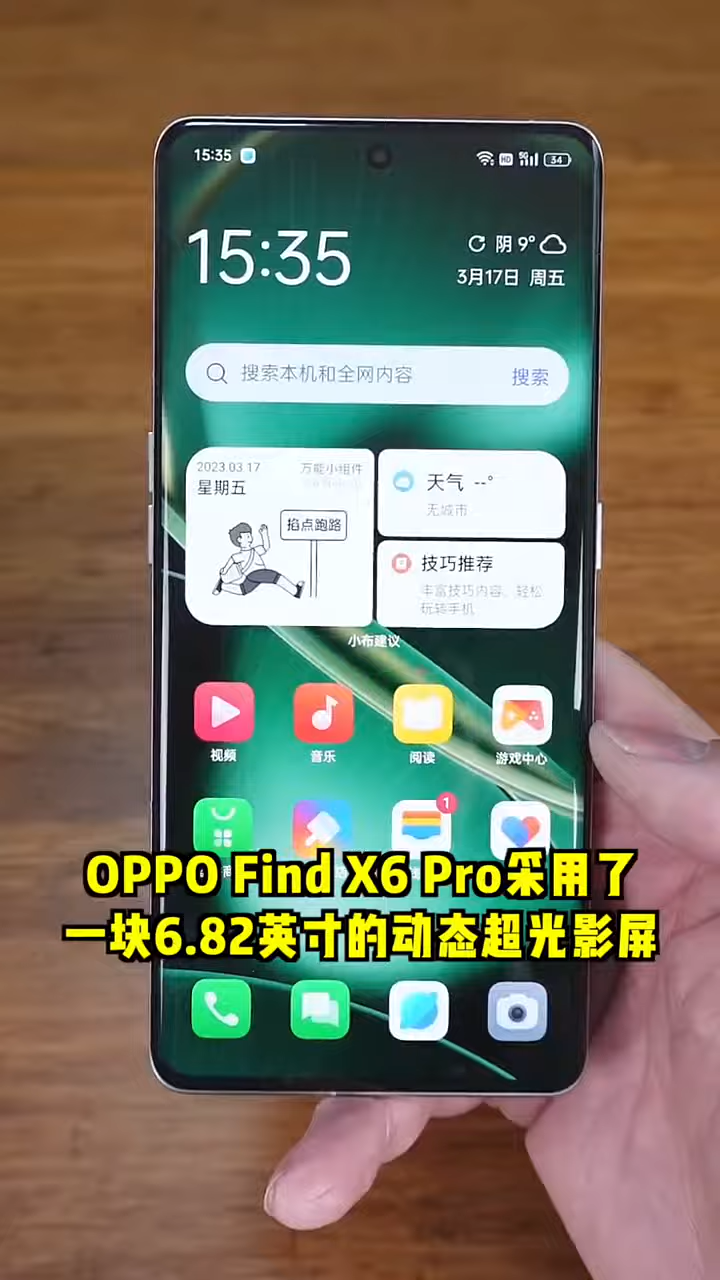 15:35
HD 5G 34
15:35
阴 9°
3月17日 周五
搜索本机和全网内容 搜索
2023.03.17 万能小组件
星期五
掐点跑路
天气 --°
无城市
技巧推荐
丰富技巧内容，轻松
玩转手机
小布建议
视频 音乐 阅读 游戏中心
1
OPPO Find X6 Pro采用了
一块6.82英寸的动态超光影屏